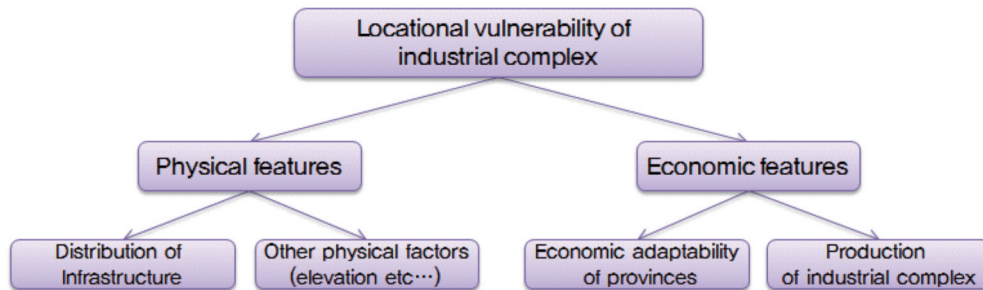 Locational vulnerability of
industrial complex
Physical features
Economic features
Distribution of
Infrastructure
Other physical factors
(elevation etc⋯)
Economic adaptability
of provinces
Production
of industrial complex